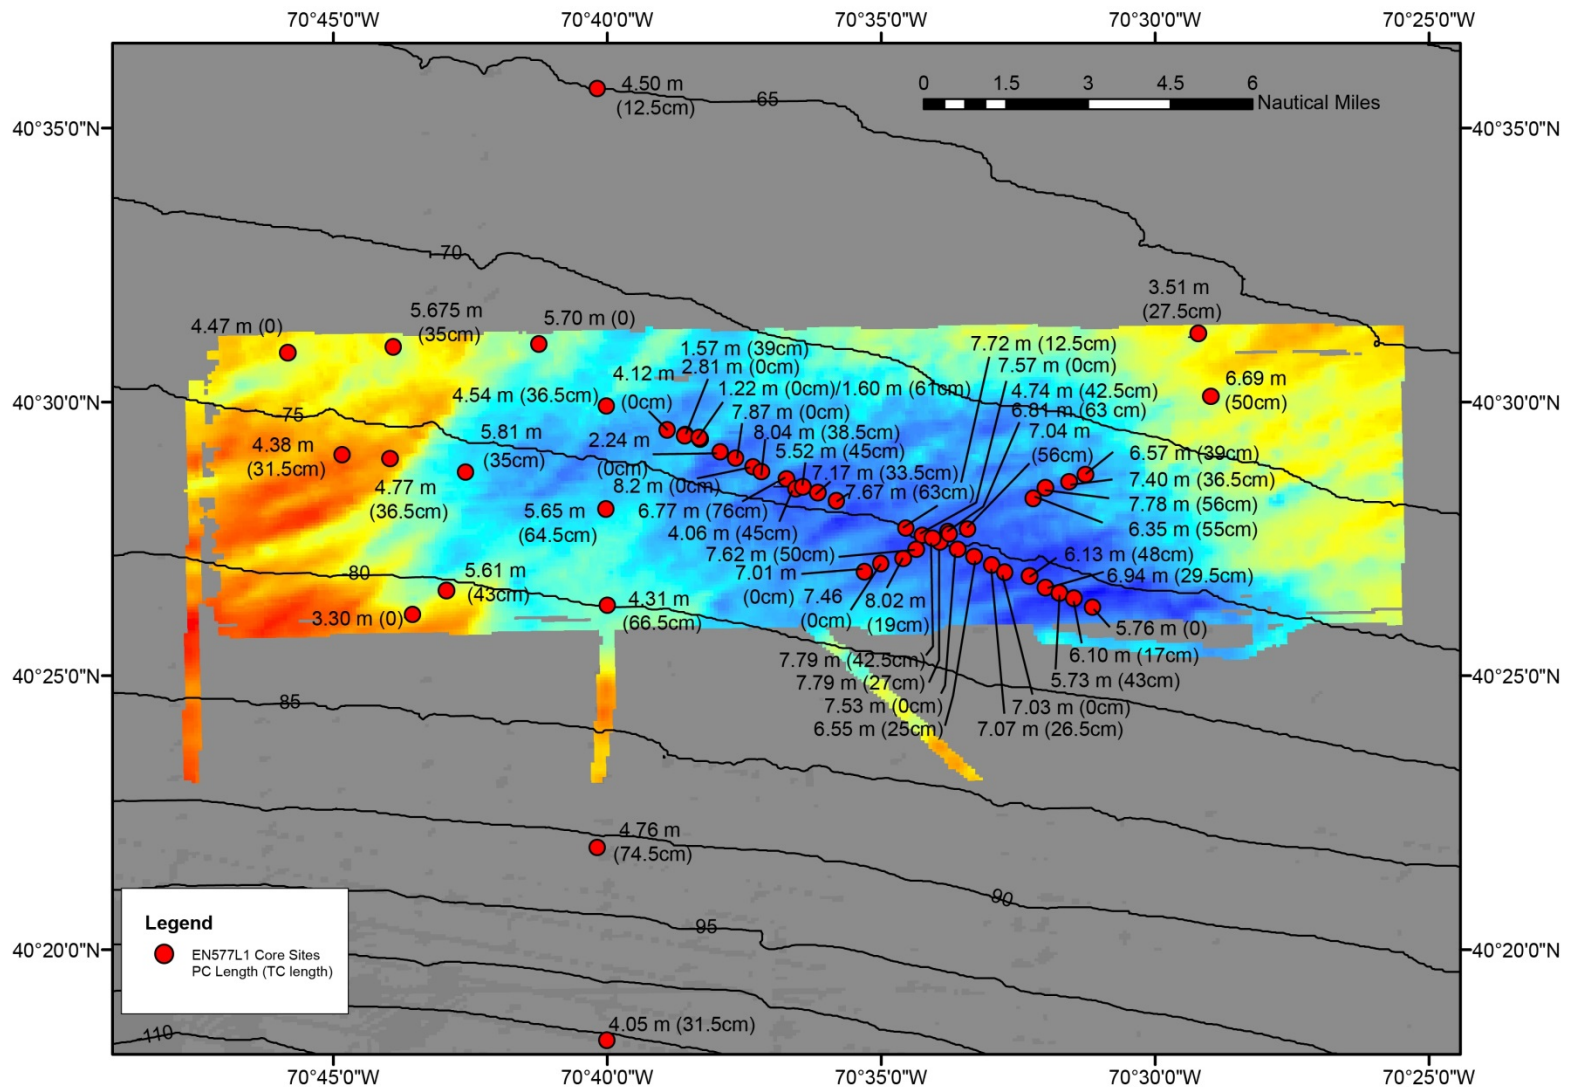 70°45'0"W 70°40'0"W 70°35'0"W 70°30'0"W 70°25'0"W
0 1.5 3 4.5 6
Nautical Miles
4.50 m
(12.5cm)
-65
40°35'0"N 40°35'0"N
-70
3.51 m
(27.5cm)
4.47 m (0)
5.675 m
(35cm)
5.70 m (0)
1.57 m (39cm)
7.72 m (12.5cm)
7.57 m (0cm)
4.12 m
(0cm)
2.81 m (0cm)
4.54 m (36.5cm)
1.22 m (0cm)/1.60 m (61cm)
4.74 m (42.5cm)
6.81 m (63 cm)
6.69 m
(50cm)
40°30'0"N 40°30'0"N
-75
7.87 m (0cm)
8.04 m (38.5cm)
7.04 m
(56cm)
4.38 m
(31.5cm)
5.81 m
(35cm)
2.24 m
(0cm)
5.52 m (45cm)
6.57 m (39cm)
7.17 m (33.5cm)
7.40 m (36.5cm)
4.77 m
(36.5cm)
8.2 m (0cm)
7.67 m (63cm)
7.78 m (56cm)
5.65 m
(64.5cm)
6.77 m (76cm)
4.06 m (45cm)
6.35 m (55cm)
7.62 m (50cm)
6.13 m (48cm)
-80
5.61 m
(43cm)
7.01 m
(0cm)
6.94 m (29.5cm)
3.30 m (0)
4.31 m
(66.5cm)
7.46
(0cm)
8.02 m
(19cm)
5.76 m (0)
7.79 m (42.5cm)
6.10 m (17cm)
40°25'0"N 40°25'0"N
7.79 m (27cm)
5.73 m (43cm)
-85
7.53 m (0cm)
7.03 m (0cm)
6.55 m (25cm)
7.07 m (26.5cm)
4.76 m
(74.5cm)
-90
-95
Legend
EN577L1 Core Sites
PC Length (TC length)
40°20'0"N 40°20'0"N
-110
4.05 m (31.5cm)
70°45'0"W 70°40'0"W 70°35'0"W 70°30'0"W 70°25'0"W